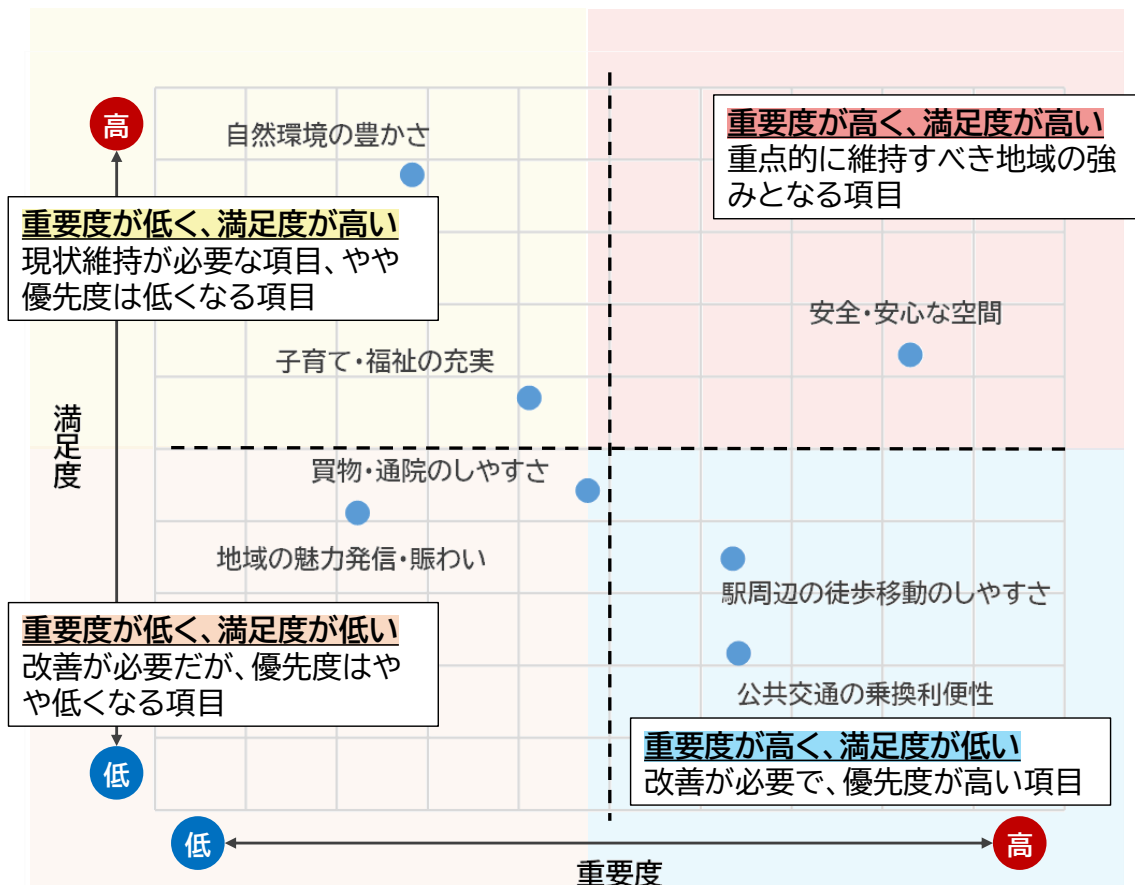 高
自然環境の豊かさ
重要度が高く、満足度が高い
重点的に維持すべき地域の強
みとなる項目
重要度が低く、満足度が高い
現状維持が必要な項目、やや
優先度は低くなる項目
安全・安心な空間
子育て・福祉の充実
満足度
買物・通院のしやすさ
地域の魅力発信・賑わい
駅周辺の徒歩移動のしやすさ
重要度が低く、満足度が低い
改善が必要だが、優先度はや
や低くなる項目
公共交通の乗換利便性
重要度が高く、満足度が低い
改善が必要で、優先度が高い項目
低
低
高
重要度